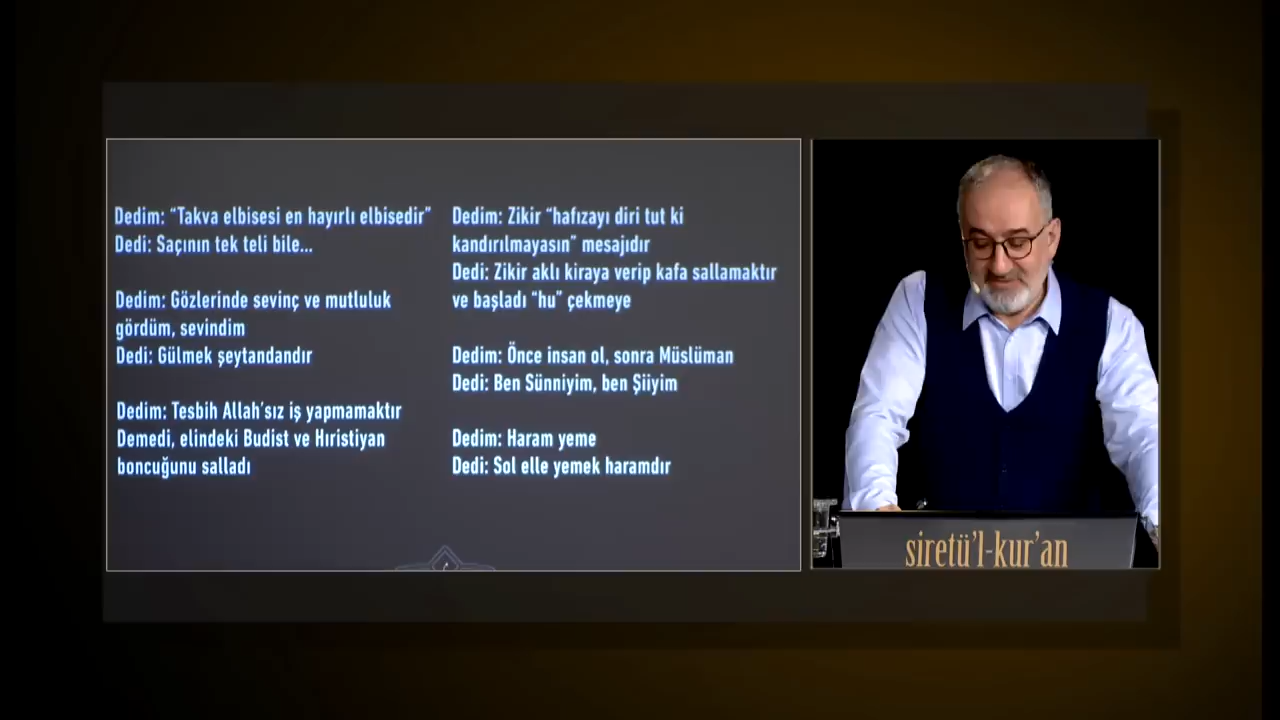 Dedim: “Takva elbisesi en hayırlı elbisedir”
Dedi: Saçının tek teli bile...
Dedim: Gözlerinde sevinç ve mutluluk
gördüm, sevindim
Dedi: Gülmek şeytandandır
Dedim: Tesbih Allah’sız iş yapmamaktır
Demedi, elindeki Budist ve Hıristiyan
boncuğunu salladı
Dedim: Zikir “hafızayı diri tut ki
kandırılmayasın” mesajıdır
Dedi: Zikir aklı kiraya verip kafa sallamaktır
ve başladı “hu” çekmeye
Dedim: Önce insan ol, sonra Müslüman
Dedi: Ben Sünniyim, ben Şiiyim
Dedim: Haram yeme
Dedi: Sol elle yemek haramdır
siretü’l-kur’an